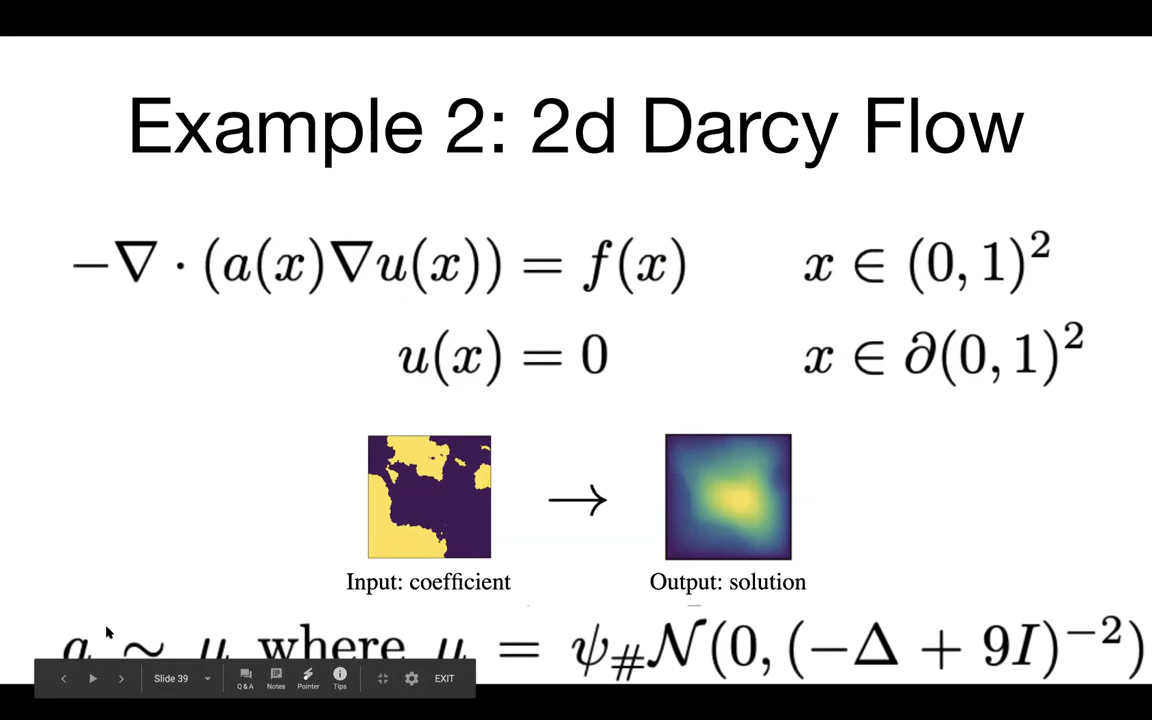 Example 2: 2d Darcy Flow
−∇ · (a(x)∇u(x)) = f(x) x ∈ (0, 1)²
u(x) = 0 x ∈ ∂(0, 1)²
→
Input: coefficient Output: solution
a ~ μ where μ = ψ#𝒩(0, (−Δ + 9I)⁻²)
Slide 39 Q&A Notes Pointer Tips EXIT